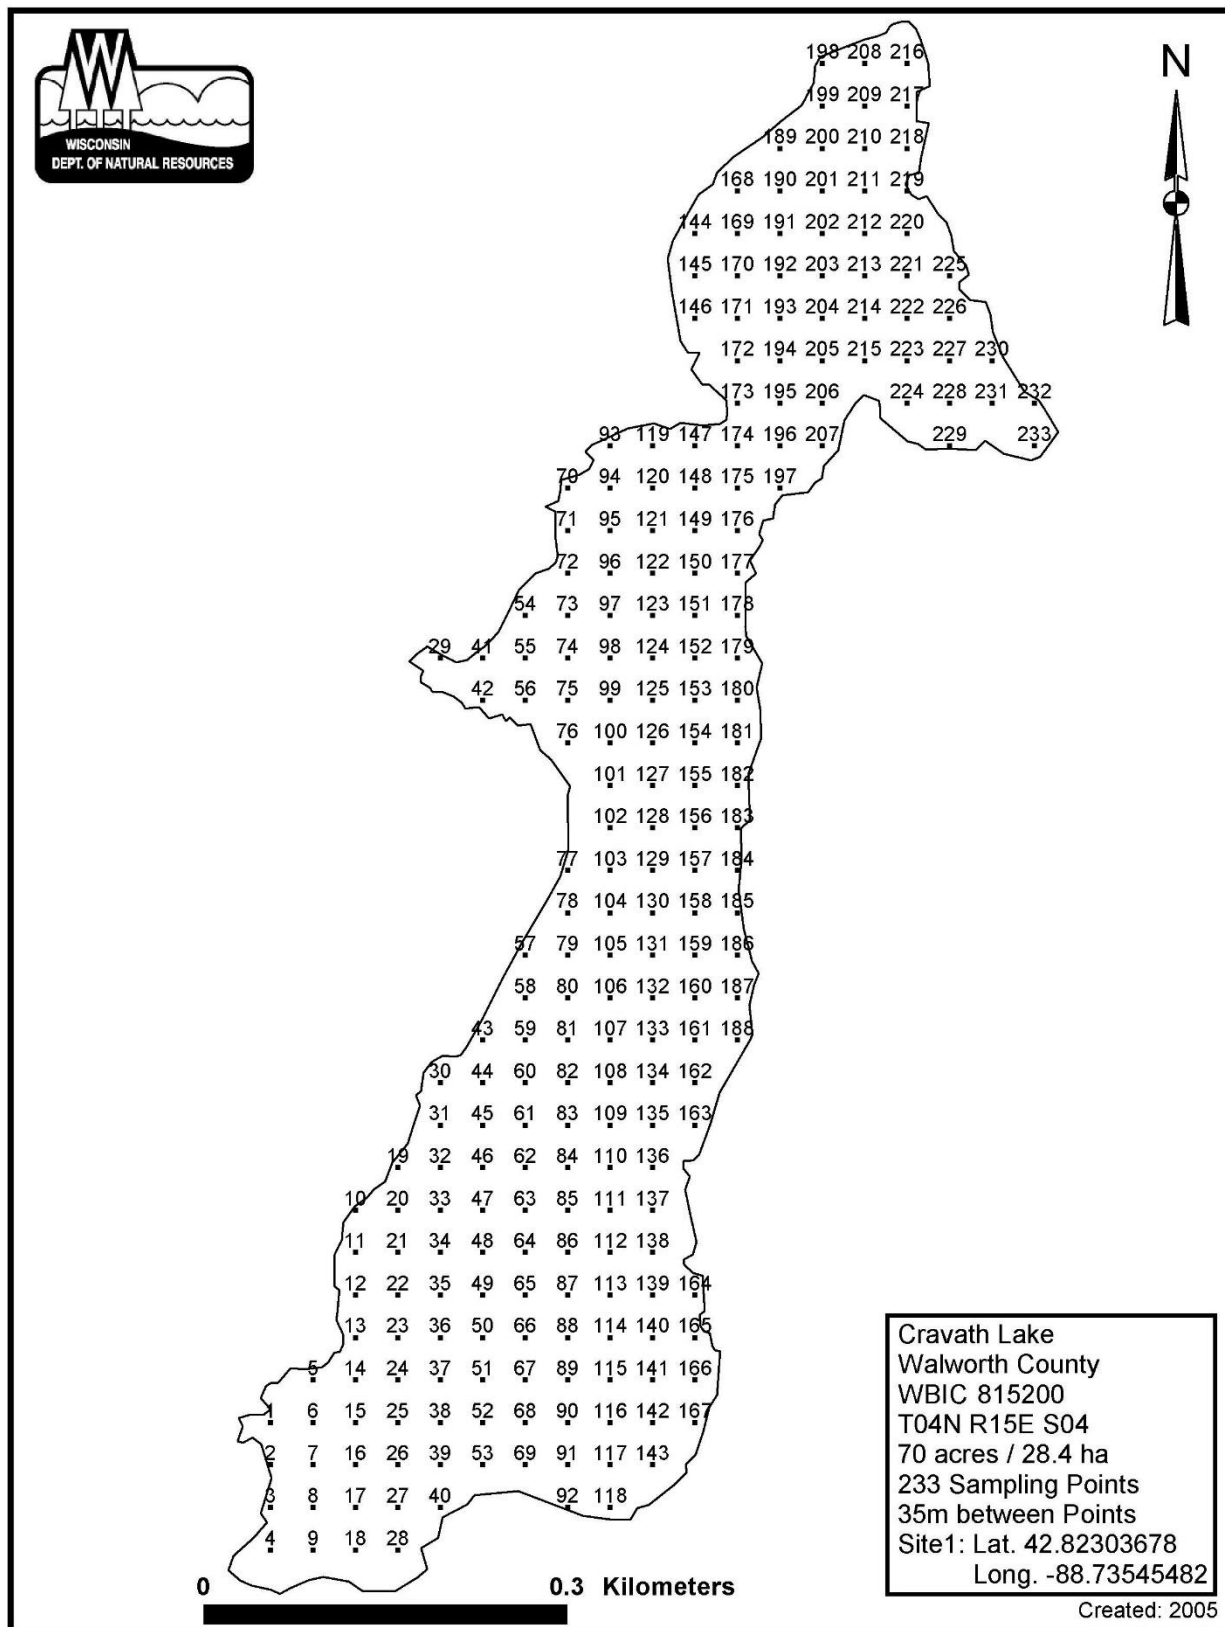 198 208 216
N
199 209 217
WISCONSIN
189 200 210 218
DEPT. OF NATURAL RESOURCES
168 190 201 211 219
144 169 191 202 212 220
145 170 192 203 213 221 225
146 171 193 204 214 222 226
172 194 205 215 223 227 230
173 195 206 224 228 231 232
93 119 147 174 196 207 229 233
70 94 120 148 175 197
71 95 121 149 176
72 96 122 150 177
54 73 97 123 151 178
29 41 55 74 98 124 152 179
42 56 75 99 125 153 180
76 100 126 154 181
101 127 155 182
102 128 156 183
77 103 129 157 184
78 104 130 158 185
57 79 105 131 159 186
58 80 106 132 160 187
43 59 81 107 133 161 188
30 44 60 82 108 134 162
31 45 61 83 109 135 163
19 32 46 62 84 110 136
10 20 33 47 63 85 111 137
11 21 34 48 64 86 112 138
12 22 35 49 65 87 113 139 164
13 23 36 50 66 88 114 140 165
5 14 24 37 51 67 89 115 141 166
1 6 15 25 38 52 68 90 116 142 167
2 7 16 26 39 53 69 91 117 143
3 8 17 27 40 92 118
4 9 18 28
0 0.3 Kilometers
Cravath Lake
Walworth County
WBIC 815200
T04N R15E S04
70 acres / 28.4 ha
233 Sampling Points
35m between Points
Site1: Lat. 42.82303678
Long. -88.73545482
Created: 2005